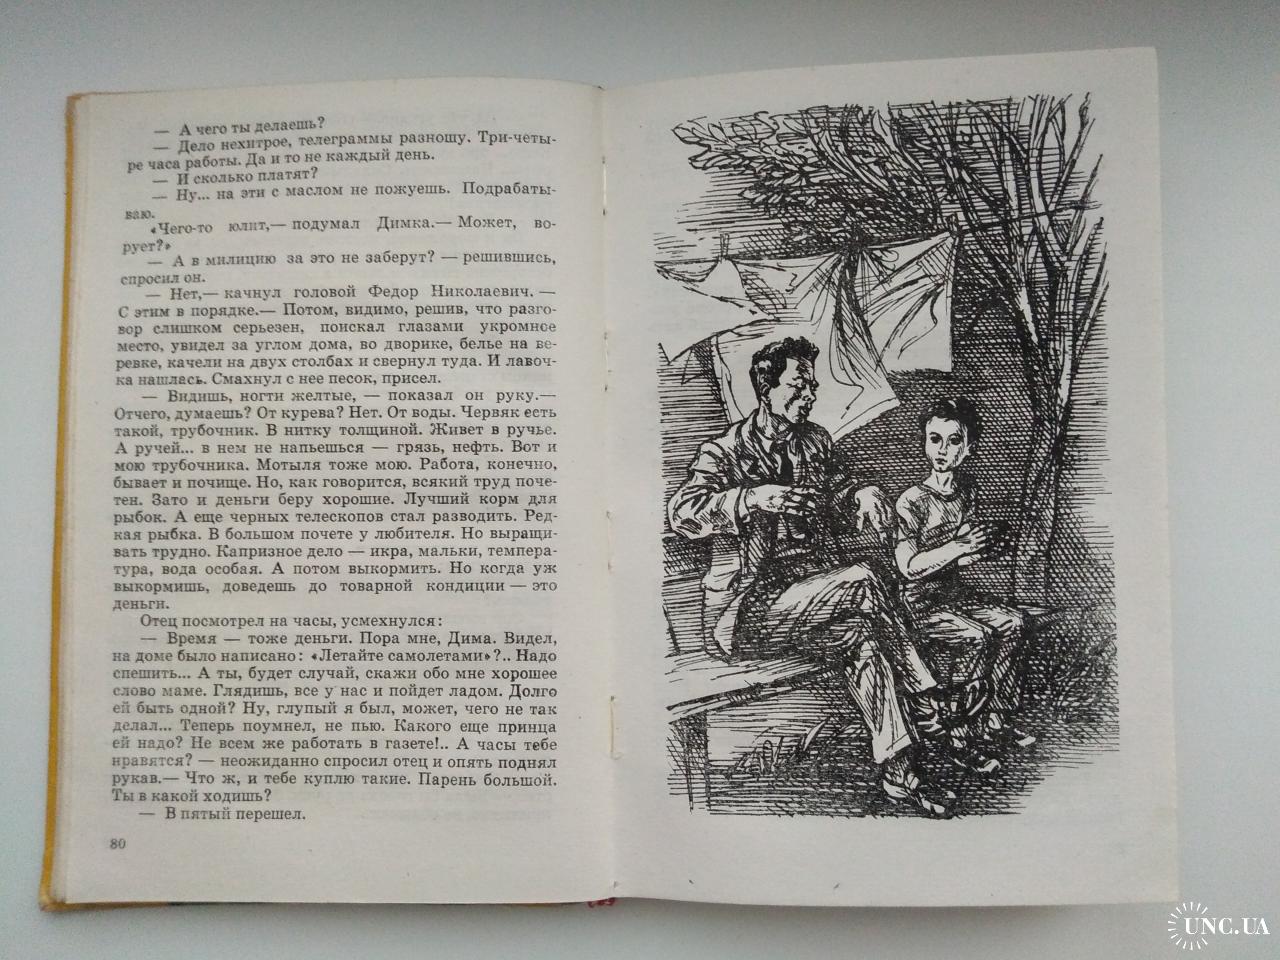 — А чего ты делаешь?
— Дело нехитрое, телеграммы разношу. Три-четы-
ре часа работы. Да и то не каждый день.
— И сколько платят?
— Ну... на эти с маслом не пожуешь. Подрабаты-
ваю.
«Чего-то юлит,— подумал Димка.— Может, во-
рует?»
— А в милицию за это не заберут? — решившись,
спросил он.
— Нет,— качнул головой Федор Николаевич. —
С этим в порядке.— Потом, видимо, решив, что разго-
вор слишком серьезен, поискал глазами укромное
место, увидел за углом дома, во дворике, белье на ве-
ревке, качели на двух столбах и свернул туда. И лавоч-
ка нашлась. Смахнул с нее песок, присел.
— Видишь, ногти желтые, — показал он руку.—
Отчего, думаешь? От курева? Нет. От воды. Червяк есть
такой, трубочник. В нитку толщиной. Живет в ручье.
А ручей... в нем не напьешься — грязь, нефть. Вот и
мою трубочника. Мотыля тоже мою. Работа, конечно,
бывает и почище. Но, как говорится, всякий труд поче-
тен. Зато и деньги беру хорошие. Лучший корм для
рыбок. А еще черных телескопов стал разводить. Ред-
кая рыбка. В большом почете у любителя. Но выращи-
вать трудно. Капризное дело — икра, мальки, темпера-
тура, вода особая. А потом выкормить. Но когда уж
выкормишь, доведешь до товарной кондиции — это
деньги.
Отец посмотрел на часы, усмехнулся:
— Время — тоже деньги. Пора мне, Дима. Видел,
на доме было написано: «Летайте самолетами»?.. Надо
спешить... А ты, будет случай, скажи обо мне хорошее
слово маме. Глядишь, все у нас и пойдет ладом. Долго
ей быть одной? Ну, глупый я был, может, чего не так
делал... Теперь поумнел, не пью. Какого еще принца
ей надо? Не всем же работать в газете!.. А часы тебе
нравятся? — неожиданно спросил отец и опять поднял
рукав.— Что ж, и тебе куплю такие. Парень большой.
Ты в какой ходишь?
— В пятый перешел.
80
UNC.UA